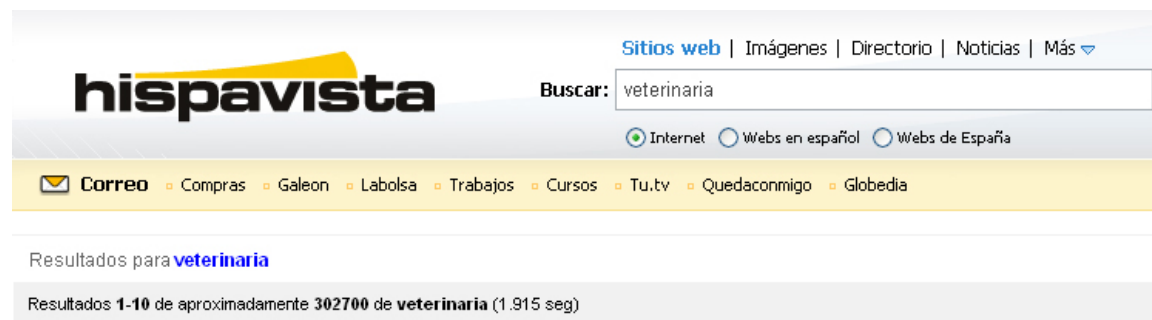 Sitios web | Imágenes | Directorio | Noticias | Más
hispavista
Buscar: veterinaria
Internet Webs en español Webs de España
Correo Compras Galeon Labolsa Trabajos Cursos Tu.tv Quedaconmigo Globedia
Resultados para veterinaria
Resultados 1-10 de aproximadamente 302700 de veterinaria (1.915 seg)